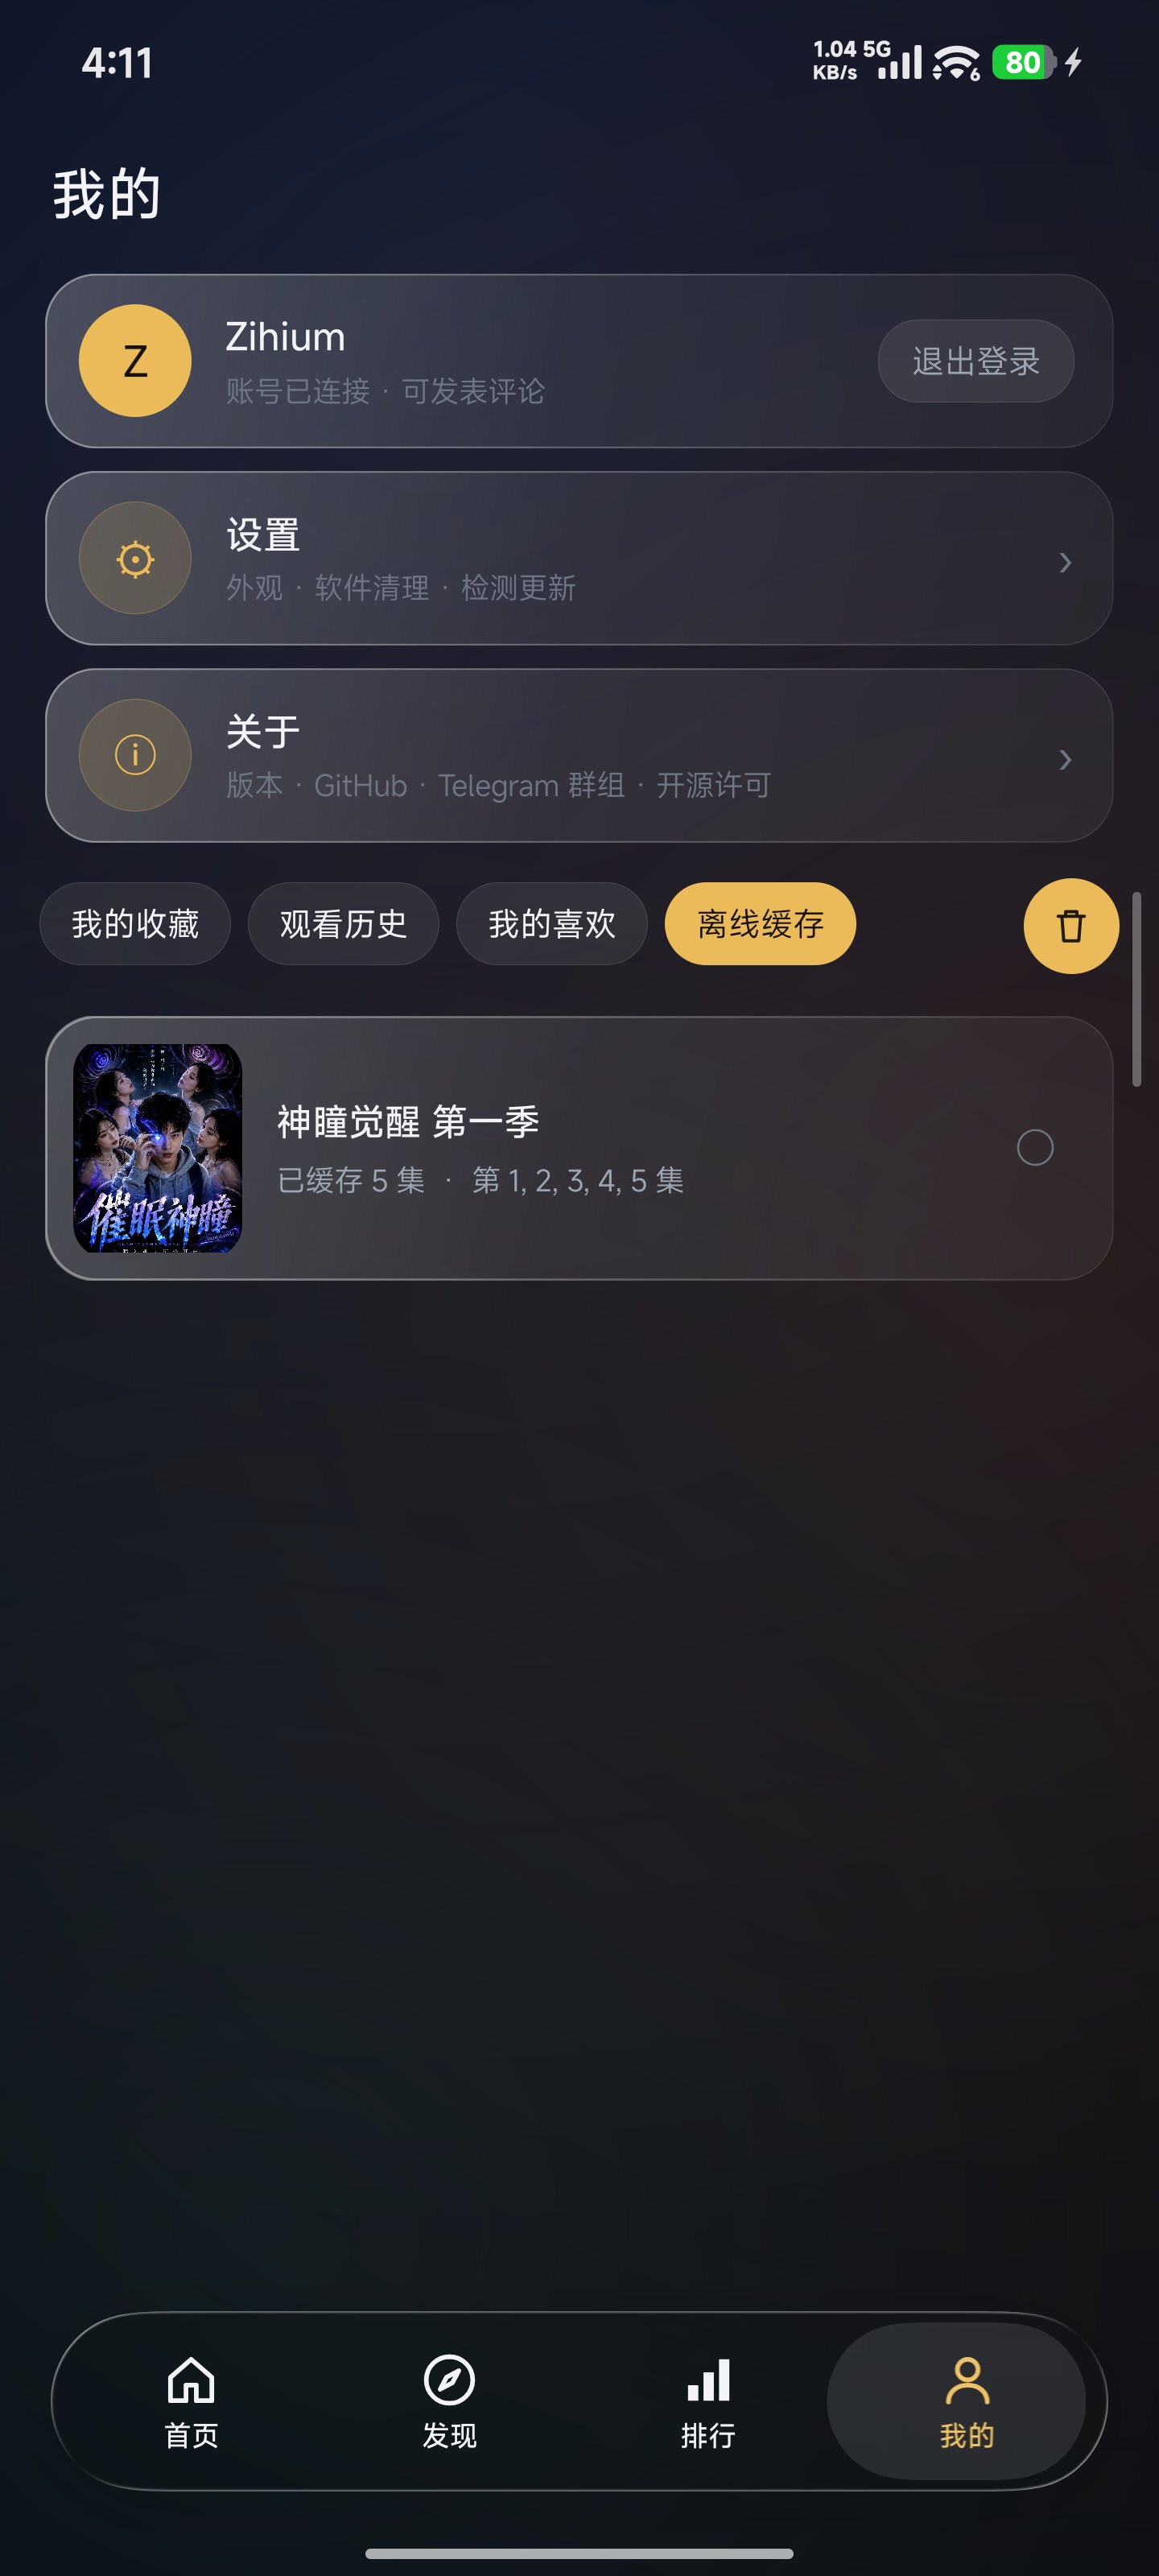 4:11
1.04 5G
KB/s
6
80
我的
Z
Zihium
账号已连接 · 可发表评论
退出登录
设置
外观 · 软件清理 · 检测更新
关于
版本 · GitHub · Telegram 群组 · 开源许可
我的收藏
观看历史
我的喜欢
离线缓存
催眠神瞳
神瞳觉醒 第一季
已缓存 5 集 · 第 1, 2, 3, 4, 5 集
首页
发现
排行
我的